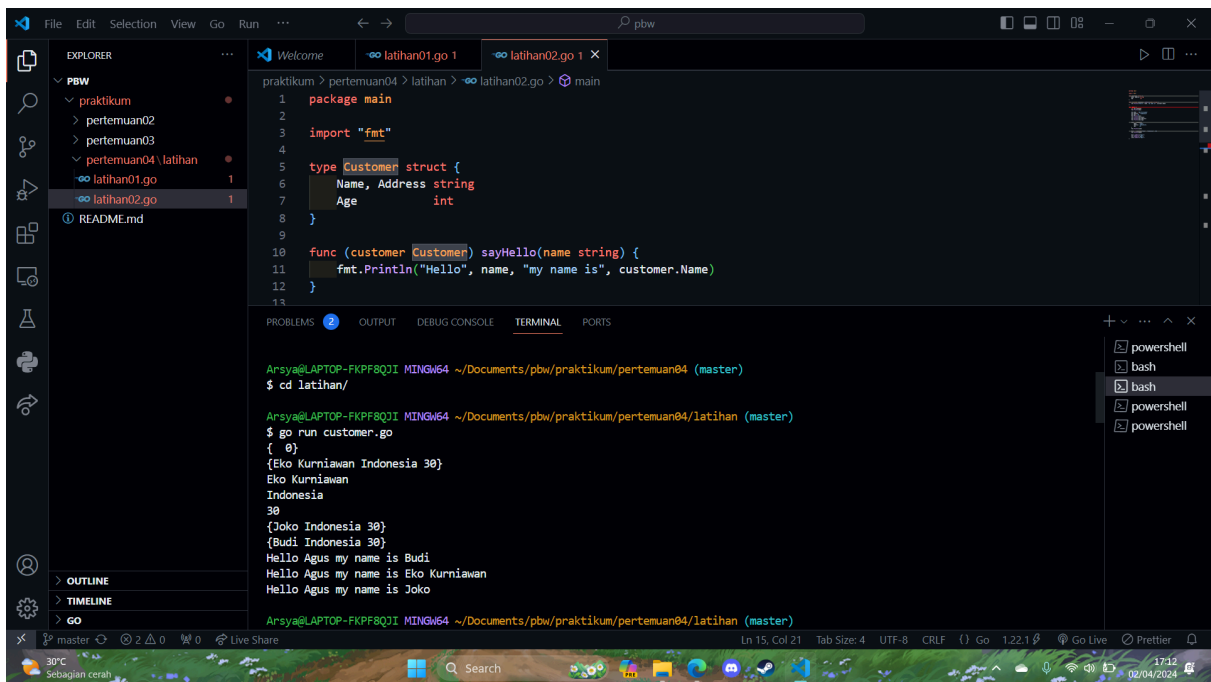 File Edit Selection View Go Run ··· pbw
EXPLORER ···
PBW
praktikum
pertemuan02
pertemuan03
pertemuan04 \ latihan
latihan01.go 1
latihan02.go 1
README.md
OUTLINE
TIMELINE
GO
Welcome latihan01.go 1 latihan02.go 1
praktikum > pertemuan04 > latihan > latihan02.go > main
1 package main
2
3 import "fmt"
4
5 type Customer struct {
6 Name, Address string
7 Age int
8 }
9
10 func (customer Customer) sayHello(name string) {
11 fmt.Println("Hello", name, "my name is", customer.Name)
12 }
13
PROBLEMS 2 OUTPUT DEBUG CONSOLE TERMINAL PORTS
Arsya@LAPTOP-FKPF8QJI MINGW64 ~/Documents/pbw/praktikum/pertemuan04 (master)
$ cd latihan/
Arsya@LAPTOP-FKPF8QJI MINGW64 ~/Documents/pbw/praktikum/pertemuan04/latihan (master)
$ go run customer.go
{  0}
{Eko Kurniawan Indonesia 30}
Eko Kurniawan
Indonesia
30
{Joko Indonesia 30}
{Budi Indonesia 30}
Hello Agus my name is Budi
Hello Agus my name is Eko Kurniawan
Hello Agus my name is Joko
Arsya@LAPTOP-FKPF8QJI MINGW64 ~/Documents/pbw/praktikum/pertemuan04/latihan (master)
powershell
bash
bash
powershell
powershell
master 2 0 0 Live Share Ln 15, Col 21 Tab Size: 4 UTF-8 CRLF {} Go 1.22.1 Go Live Prettier
30°C
Sebagian cerah
Search
PRE
17:12
02/04/2024